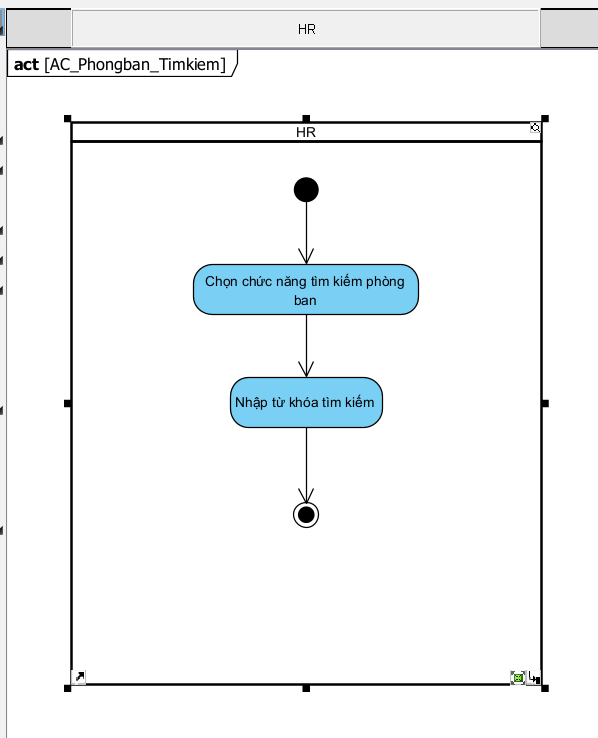 HR
act [AC_Phongban_Timkiem]
HR
Chọn chức năng tìm kiếm phòng
ban
Nhập từ khóa tìm kiếm